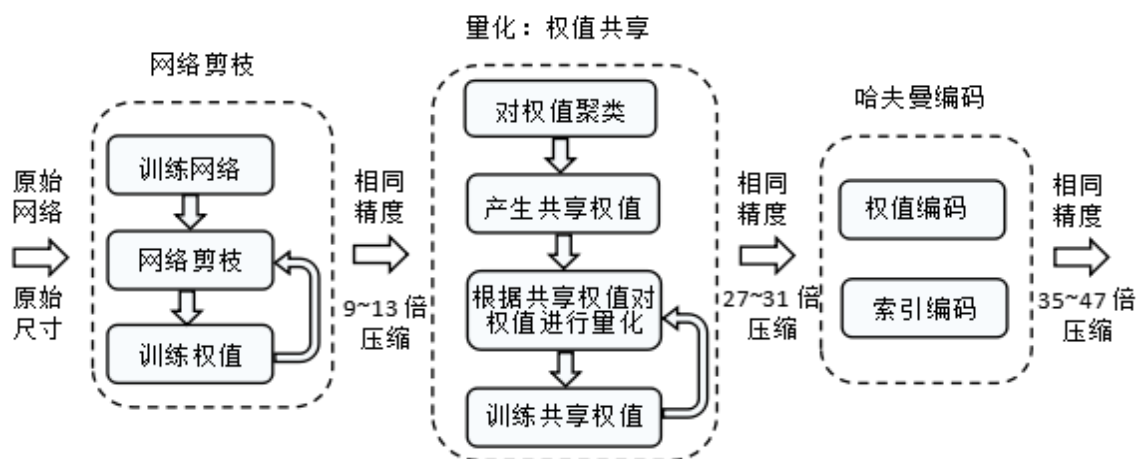 量化：权值共享
网络剪枝
哈夫曼编码
原始
网络
原始
尺寸
训练网络
网络剪枝
训练权值
相同
精度
9~13 倍
压缩
对权值聚类
产生共享权值
根据共享权值对
权值进行量化
训练共享权值
相同
精度
27~31 倍
压缩
权值编码
索引编码
相同
精度
35~47 倍
压缩